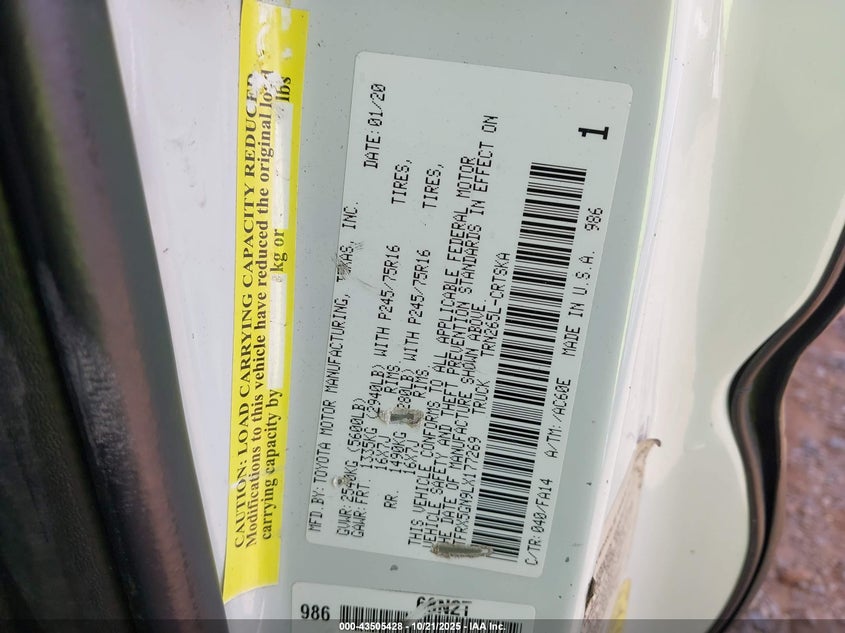 CAUTION: LOAD CARRYING CAPACITY REDUCED
Modifications to this vehicle have reduced the original load
carrying capacity by kg or lbs
MFD.BY:TOYOTA MOTOR MANUFACTURING, TEXAS, INC. DATE:01/20
GVWR:2540KG (5600LB)
GAWR:FRT. 1335KG (2940LB) WITH P245/75R16 TIRES,
16X7J RIMS,
RR. 1490KG WITH P245/75R16 TIRES,
16X7J RIMS,
THIS VEHICLE CONFORMS TO ALL APPLICABLE FEDERAL MOTOR
VEHICLE SAFETY AND THEFT PREVENTION STANDARDS IN EFFECT ON
THE DATE OF MANUFACTURE SHOWN ABOVE.
GN9LX177269 TRUCK TRN265L-CRTSKA
C/TR:040/FA14 A/TM:/AC60E MADE IN U.S.A. 986
1
986
000-43505428 - 10/21/2025 - IAA, Inc.